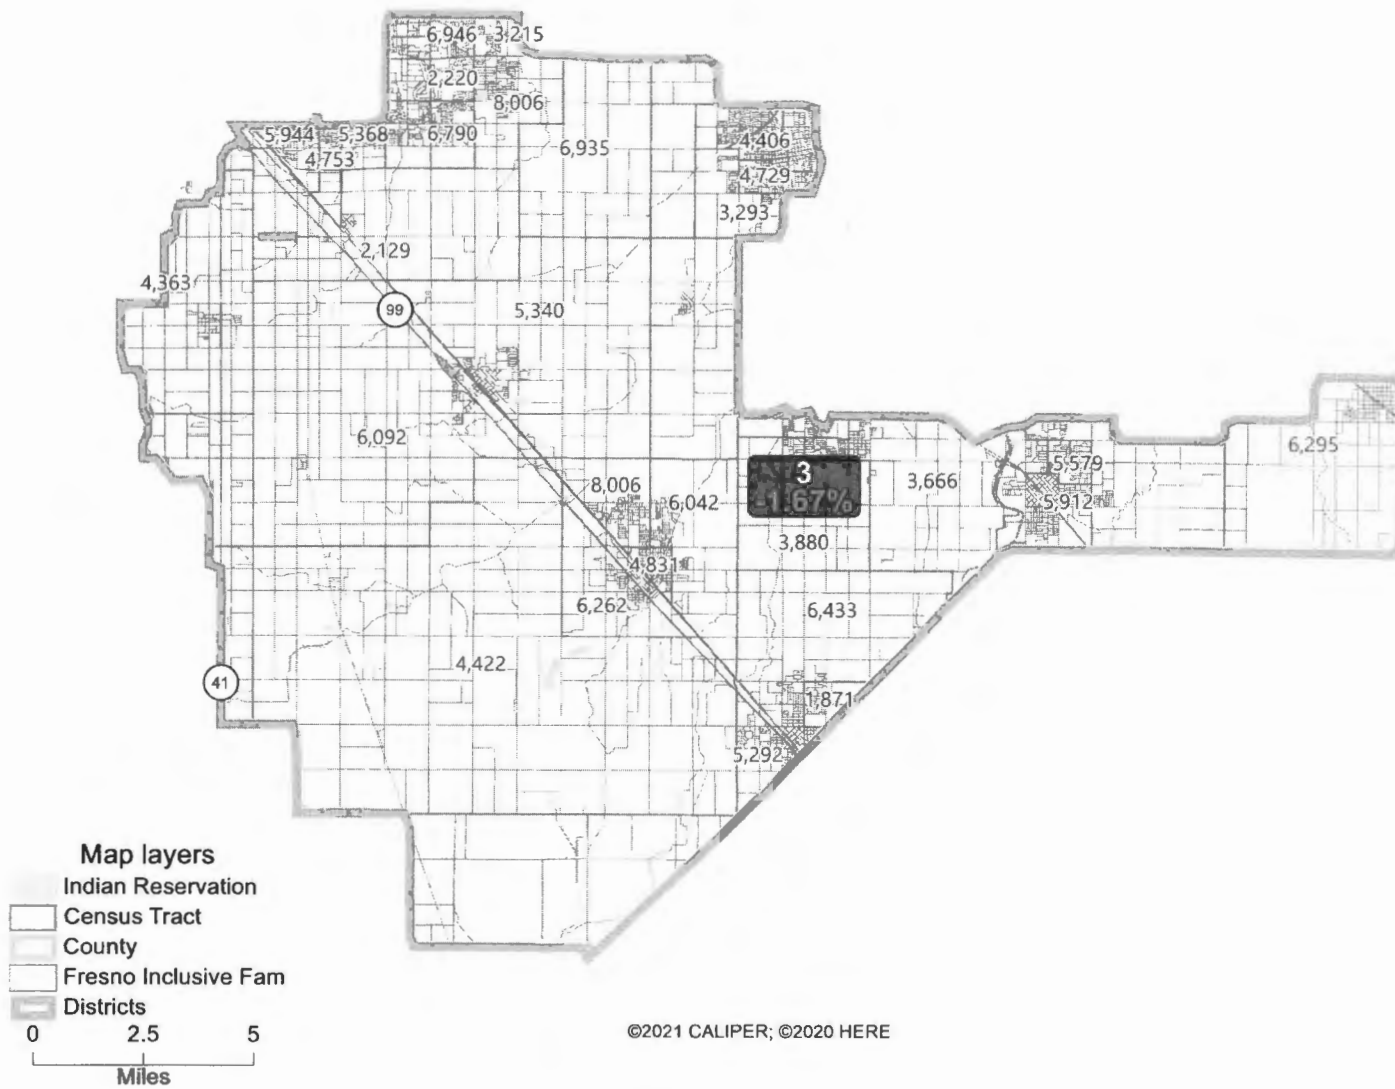 6,946 3,215
2,220
8,006
5,944 5,368 6,790
4,753
6,935
4,406
4,729
3,293
2,129
4,363
99
5,340
6,092
6,295
5,579
3
-1.67%
3,666
8,006
6,042
5,912
3,880
4,831
6,262
6,433
4,422
41
1,871
5,292
Map layers
Indian Reservation
Census Tract
County
Fresno Inclusive Fam
Districts
0 2.5 5
Miles
©2021 CALIPER; ©2020 HERE